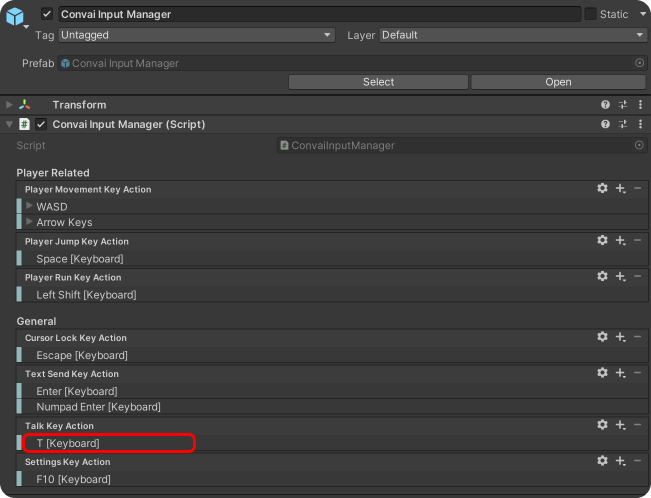 Convai Input Manager
Static
Tag Untagged Layer Default
Prefab Convai Input Manager
Select Open
Transform
# Convai Input Manager (Script)
Script # ConvaiInputManager
Player Related
Player Movement Key Action
WASD
Arrow Keys
Player Jump Key Action
Space [Keyboard]
Player Run Key Action
Left Shift [Keyboard]
General
Cursor Lock Key Action
Escape [Keyboard]
Text Send Key Action
Enter [Keyboard]
Numpad Enter [Keyboard]
Talk Key Action
T [Keyboard]
Settings Key Action
F10 [Keyboard]